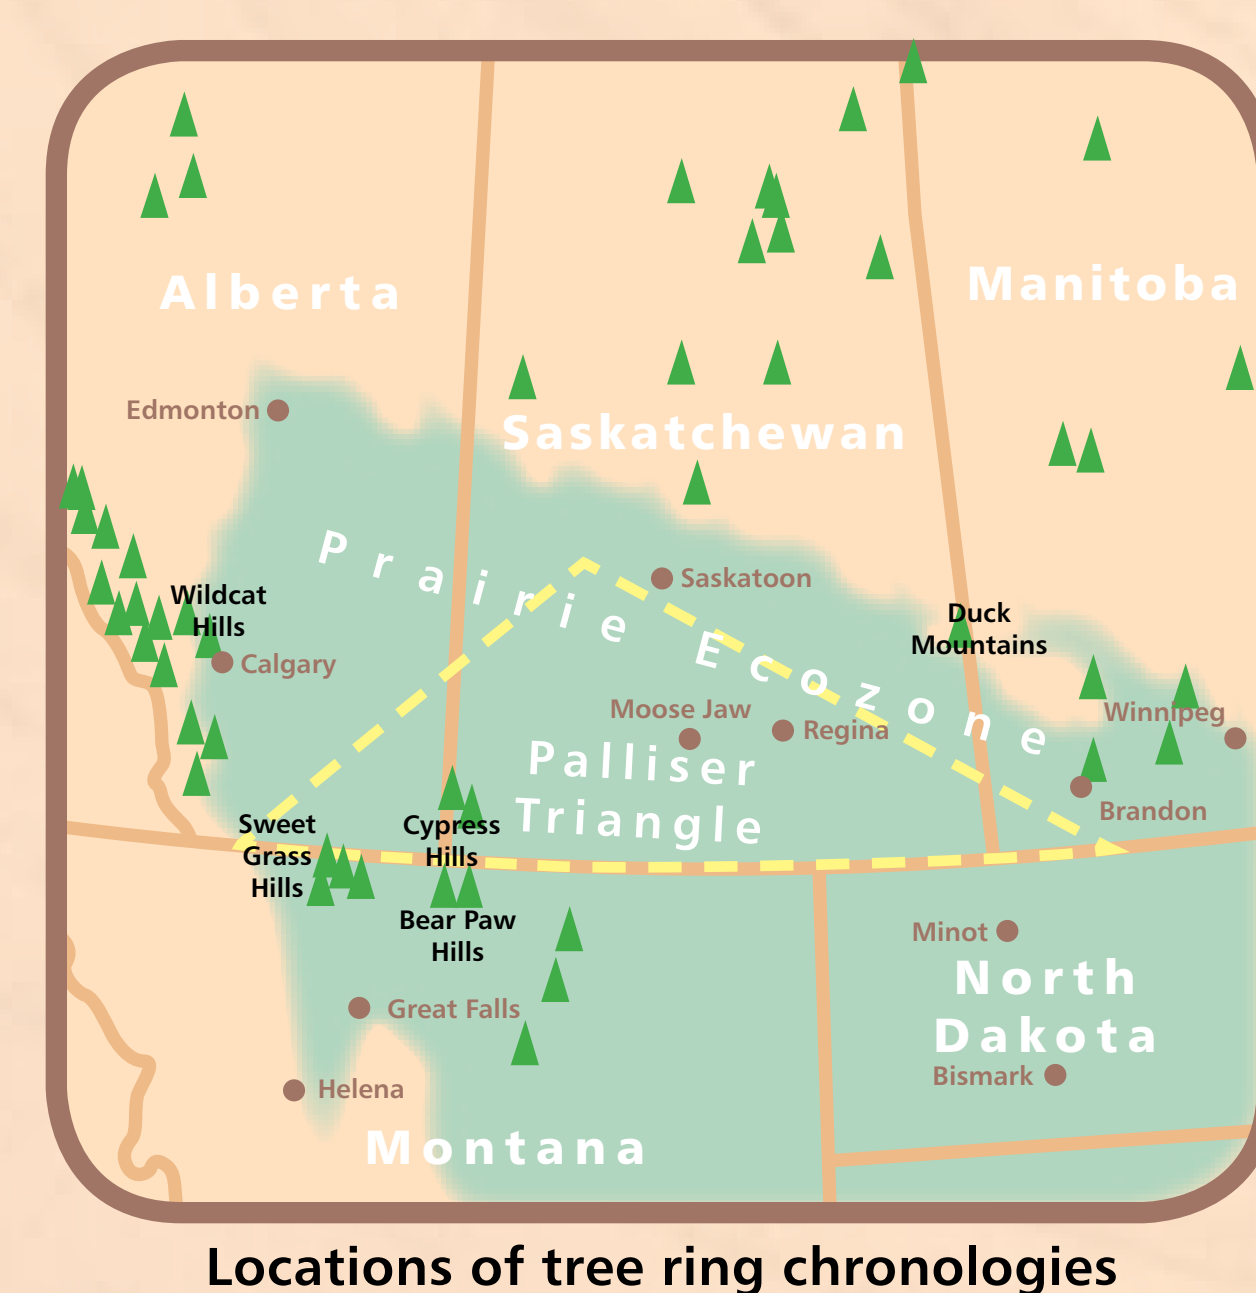 Alberta
Manitoba
Edmonton
Saskatchewan
Prairie Ecozone
Saskatoon
Wildcat
Hills
Calgary
Duck
Mountains
Moose Jaw
Regina
Winnipeg
Palliser
Triangle
Brandon
Sweet
Grass
Hills
Cypress
Hills
Bear Paw
Hills
Minot
North
Dakota
Great Falls
Bismark
Helena
Montana
Locations of tree ring chronologies